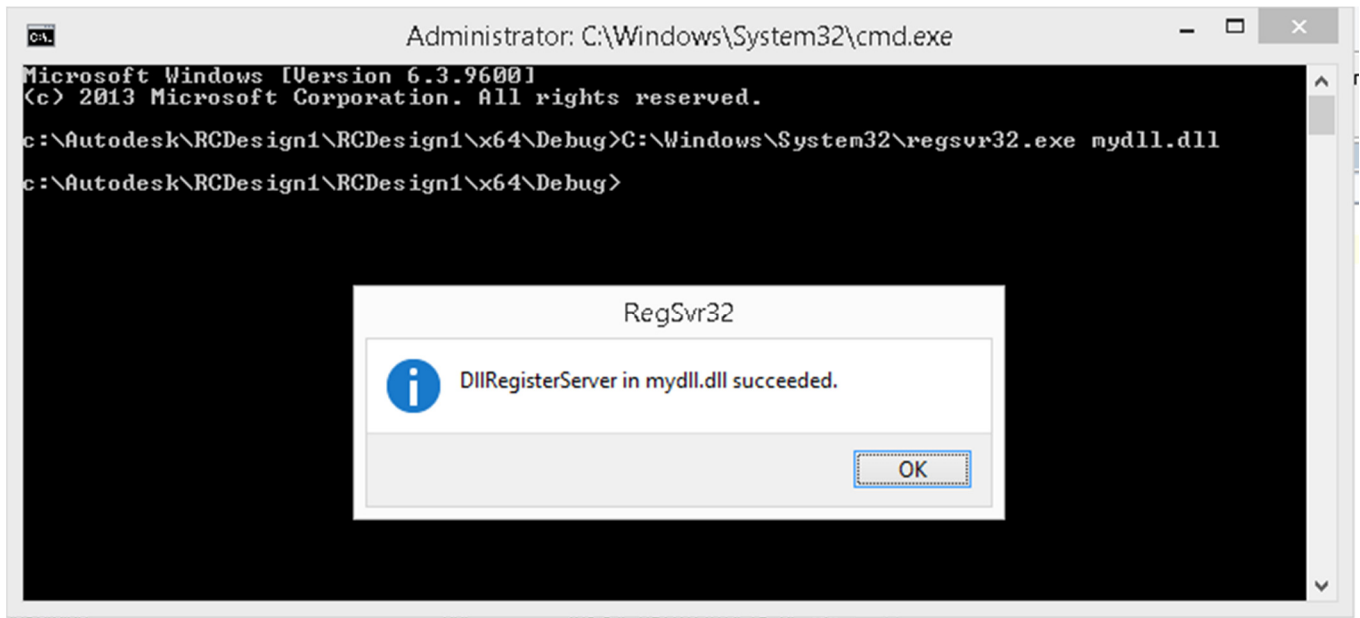 C:\.
Administrator: C:\Windows\System32\cmd.exe
Microsoft Windows [Version 6.3.9600]
(c) 2013 Microsoft Corporation. All rights reserved.
c:\Autodesk\RCDesign1\RCDesign1\x64\Debug>C:\Windows\System32\regsvr32.exe mydll.dll
c:\Autodesk\RCDesign1\RCDesign1\x64\Debug>
RegSvr32
DllRegisterServer in mydll.dll succeeded.
OK